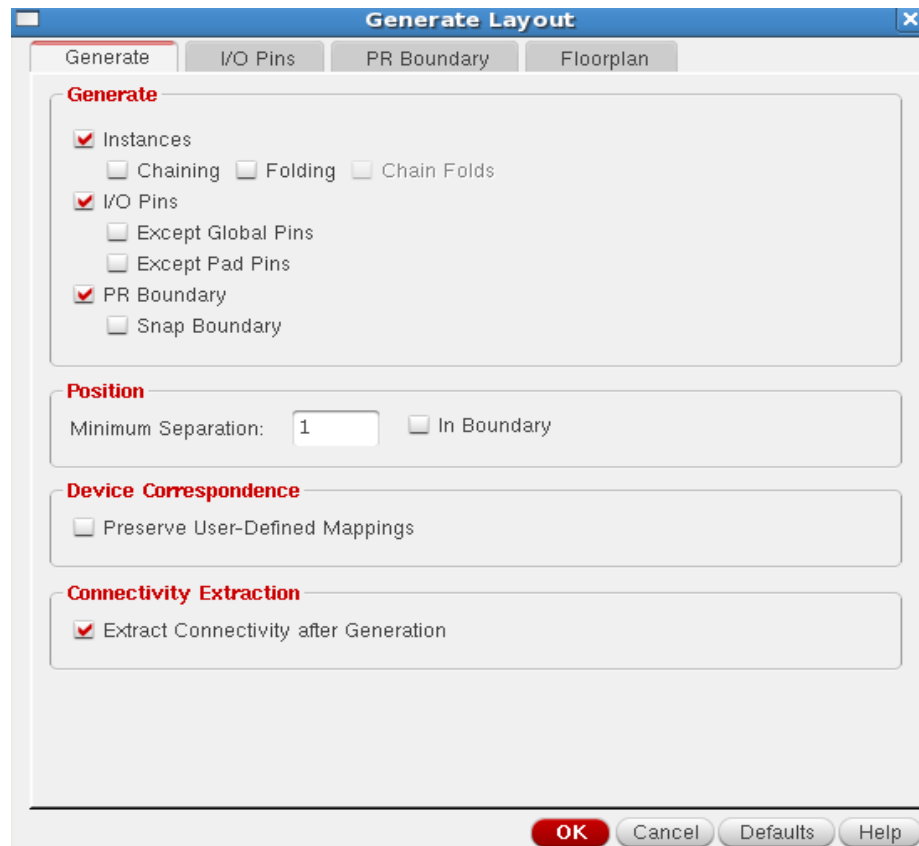 Generate Layout
Generate I/O Pins PR Boundary Floorplan
Generate
Instances
Chaining Folding Chain Folds
I/O Pins
Except Global Pins
Except Pad Pins
PR Boundary
Snap Boundary
Position
Minimum Separation: 1 In Boundary
Device Correspondence
Preserve User-Defined Mappings
Connectivity Extraction
Extract Connectivity after Generation
OK Cancel Defaults Help